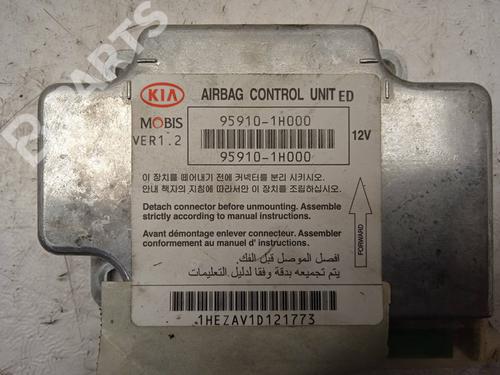 B-PARTS
KIA AIRBAG CONTROL UNIT ED
MOBIS 95910-1H000 12V
VER1.2
95910-1H000
이 장치를 떼어내기 전에 커넥터를 분리 시키시오.
안내 책자의 지침에 따라서만 이 장치를 조립하십시오.
Detach connector before unmounting. Assemble
strictly according to manual instructions.
Avant démontage enlever connecteur. Assembler
conformement au manuel d' instructions.
افصل الموصل قبل الفك.
يتم تجميعه بدقة وفقا لدليل التعليمات
FORWARD
1HEZAV1D121773